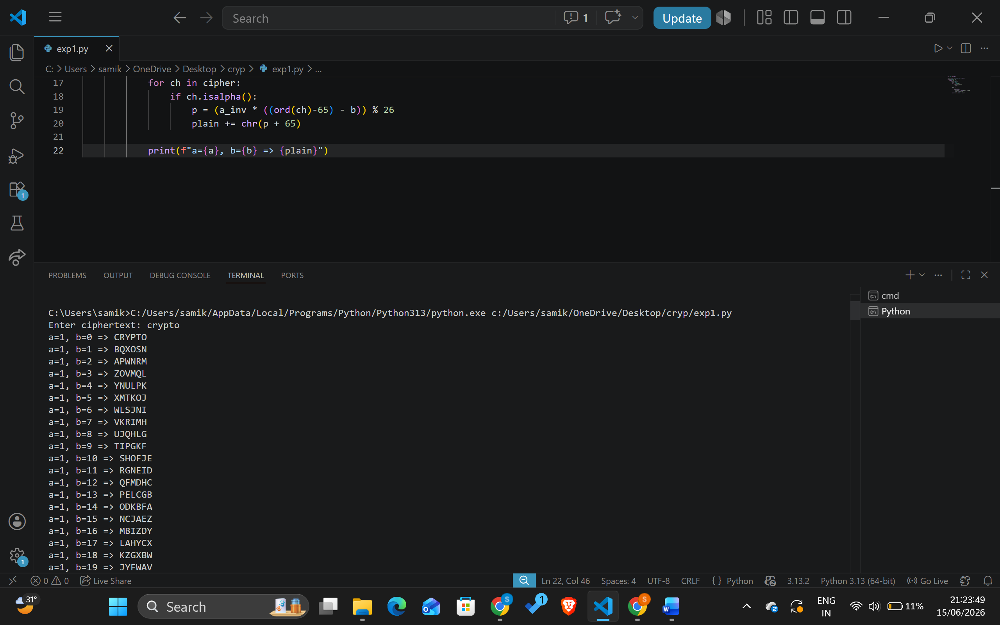 Search
1
Update
exp1.py
C: > Users > samik > OneDrive > Desktop > cryp > exp1.py > ...
17 for ch in cipher:
18 if ch.isalpha():
19 p = (a_inv * ((ord(ch)-65) - b)) % 26
20 plain += chr(p + 65)
21
22 print(f"a={a}, b={b} => {plain}")
1
PROBLEMS OUTPUT DEBUG CONSOLE TERMINAL PORTS
cmd
Python
C:\Users\samik>C:/Users/samik/AppData/Local/Programs/Python/Python313/python.exe c:/Users/samik/OneDrive/Desktop/cryp/exp1.py
Enter ciphertext: crypto
a=1, b=0 => CRYPTO
a=1, b=1 => BQXOSN
a=1, b=2 => APWNRM
a=1, b=3 => ZOVMQL
a=1, b=4 => YNULPK
a=1, b=5 => XMTKOJ
a=1, b=6 => WLSJNI
a=1, b=7 => VKRIMH
a=1, b=8 => UJQHLG
a=1, b=9 => TIPGKF
a=1, b=10 => SHOFJE
a=1, b=11 => RGNEID
a=1, b=12 => QFMDHC
a=1, b=13 => PELCGB
a=1, b=14 => ODKBFA
a=1, b=15 => NCJAEZ
a=1, b=16 => MBIZDY
a=1, b=17 => LAHYCX
a=1, b=18 => KZGXBW
a=1, b=19 => JYFWAV
1
0 0 Live Share Ln 22, Col 46 Spaces: 4 UTF-8 CRLF { } Python 3.13.2 Python 3.13 (64-bit) Go Live
31° Search S 1 S ENG 11% 21:23:49
IN 15/06/2026